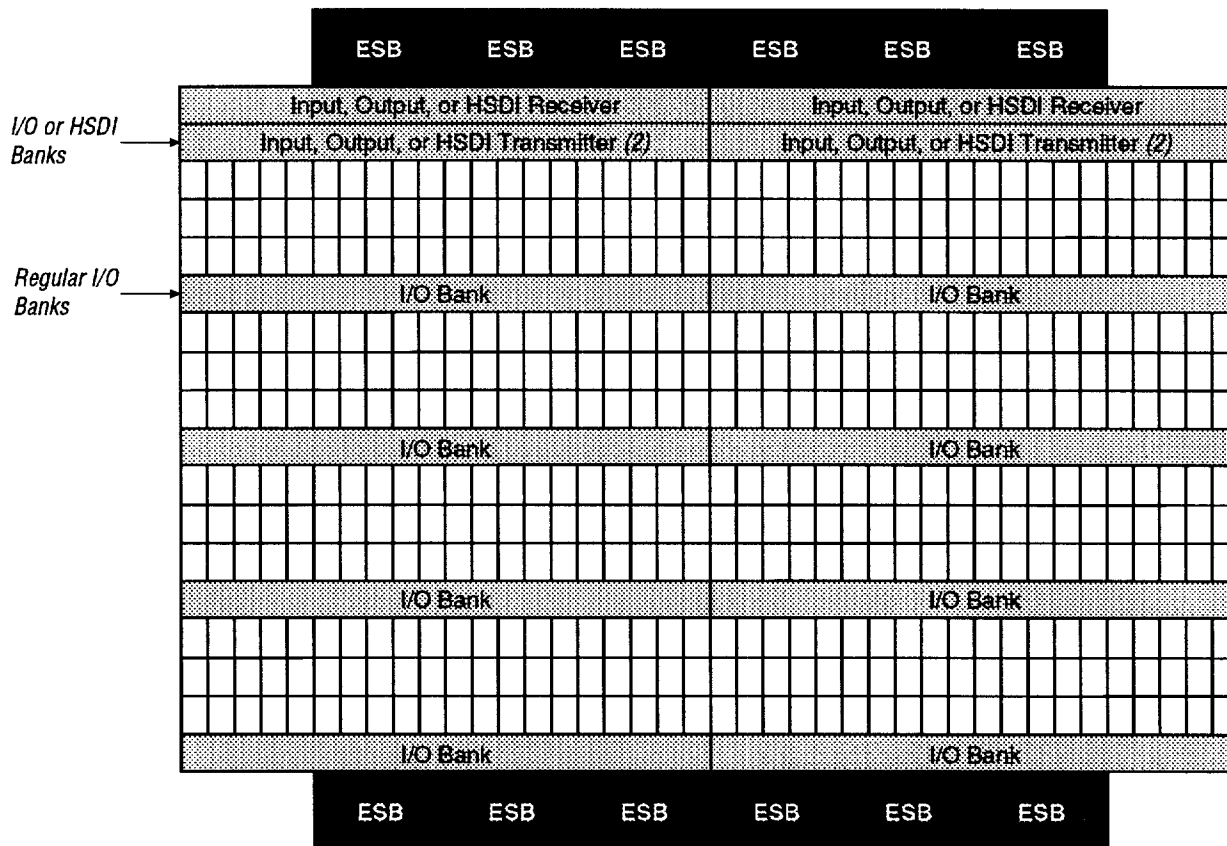 ESB ESB ESB ESB ESB ESB
Input, Output, or HSDI Receiver Input, Output, or HSDI Receiver
I/O or HSDI
Banks
Input, Output, or HSDI Transmitter (2) Input, Output, or HSDI Transmitter (2)
Regular I/O
Banks
I/O Bank I/O Bank
I/O Bank I/O Bank
I/O Bank I/O Bank
I/O Bank I/O Bank
ESB ESB ESB ESB ESB ESB